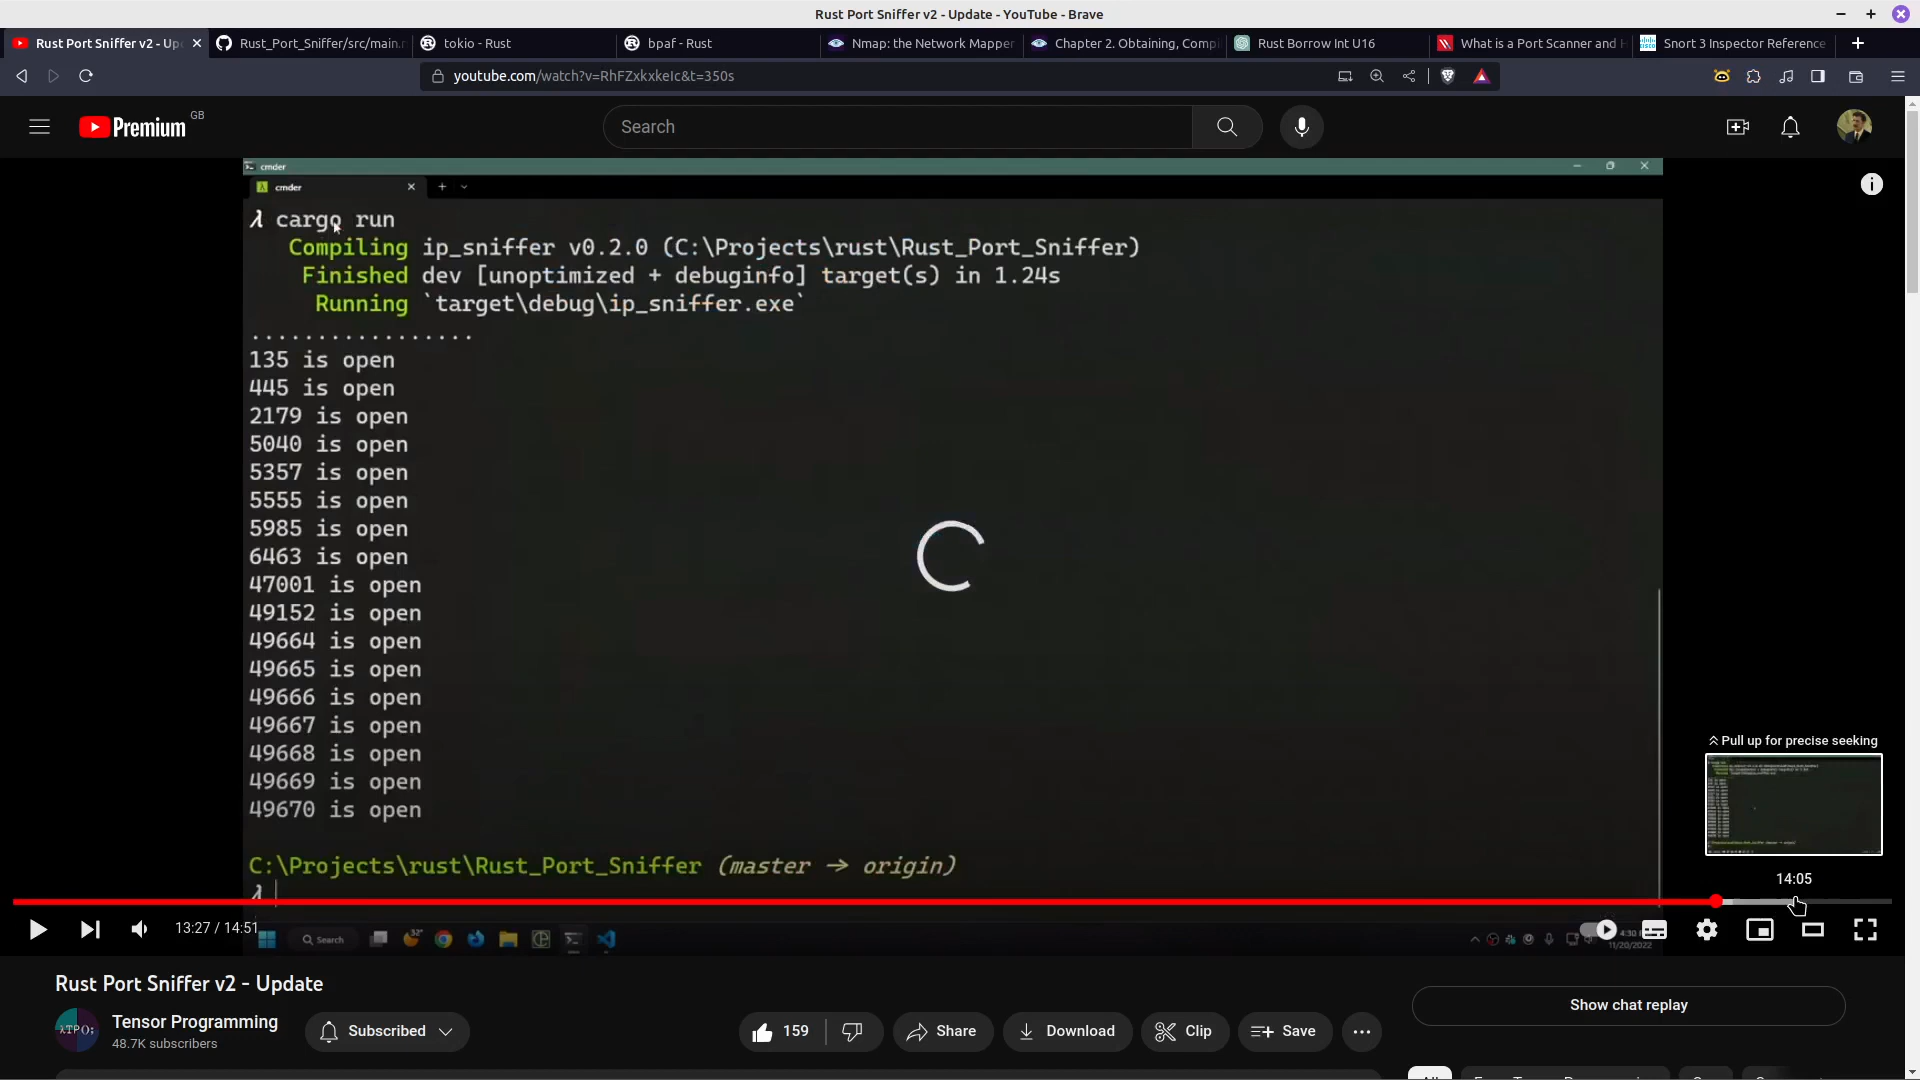 Rust Port Sniffer v2 - Update - YouTube - Brave
Rust Port Sniffer v2 - Up
Rust_Port_Sniffer/src/main.r
tokio - Rust
bpaf - Rust
Nmap: the Network Mapper
Chapter 2. Obtaining, Compi
Rust Borrow Int U16
What is a Port Scanner and H
Snort 3 Inspector Reference
youtube.com/watch?v=RhFZxkxkeIc&t=350s
Premium
GB
Search
cmder
cmder
λ cargo run
Compiling ip_sniffer v0.2.0 (C:\Projects\rust\Rust_Port_Sniffer)
Finished dev [unoptimized + debuginfo] target(s) in 1.24s
Running `target\debug\ip_sniffer.exe`
.................
135 is open
445 is open
2179 is open
5040 is open
5357 is open
5555 is open
5985 is open
6463 is open
47001 is open
49152 is open
49664 is open
49665 is open
49666 is open
49667 is open
49668 is open
49669 is open
49670 is open
C:\Projects\rust\Rust_Port_Sniffer (master → origin)
λ
Pull up for precise seeking
14:05
13:27 / 14:51
Search
11/20/2022
Rust Port Sniffer v2 - Update
λTPO;
Tensor Programming
48.7K subscribers
Subscribed
159
Share
Download
Clip
Save
Show chat replay